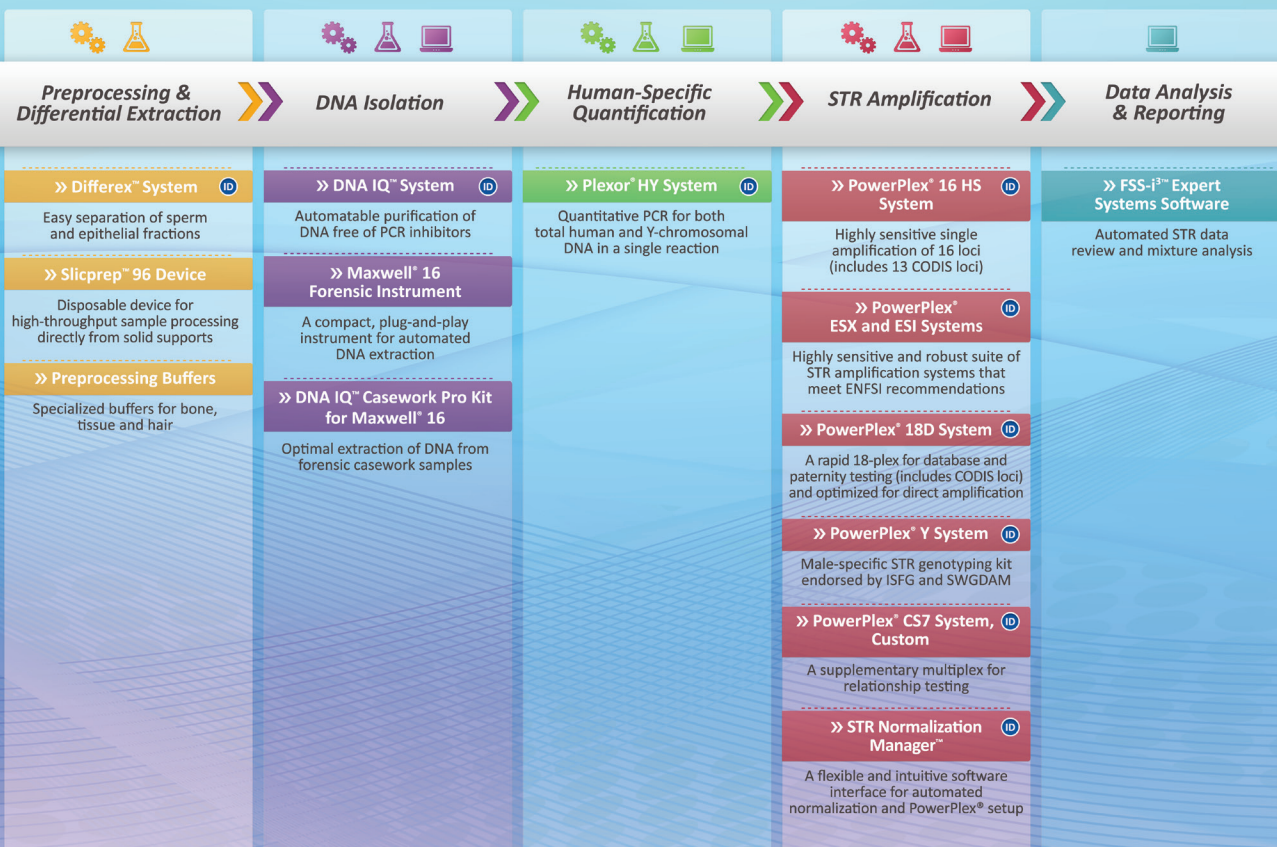 Preprocessing &
Differential Extraction
DNA Isolation
Human-Specific
Quantification
STR Amplification
Data Analysis
& Reporting
» Differex™ System
ID
Easy separation of sperm
and epithelial fractions
» Slicprep™ 96 Device
Disposable device for
high-throughput sample processing
directly from solid supports
» Preprocessing Buffers
Specialized buffers for bone,
tissue and hair
» DNA IQ™ System
ID
Automatable purification of
DNA free of PCR inhibitors
» Maxwell® 16
Forensic Instrument
A compact, plug-and-play
instrument for automated
DNA extraction
» DNA IQ™ Casework Pro Kit
for Maxwell® 16
Optimal extraction of DNA from
forensic casework samples
» Plexor® HY System
ID
Quantitative PCR for both
total human and Y-chromosomal
DNA in a single reaction
» PowerPlex® 16 HS
System
ID
Highly sensitive single
amplification of 16 loci
(includes 13 CODIS loci)
» PowerPlex®
ESX and ESI Systems
ID
Highly sensitive and robust suite of
STR amplification systems that
meet ENFSI recommendations
» PowerPlex® 18D System
ID
A rapid 18-plex for database and
paternity testing (includes CODIS loci)
and optimized for direct amplification
» PowerPlex® Y System
ID
Male-specific STR genotyping kit
endorsed by ISFG and SWGDAM
» PowerPlex® CS7 System,
Custom
ID
A supplementary multiplex for
relationship testing
» STR Normalization
Manager™
ID
A flexible and intuitive software
interface for automated
normalization and PowerPlex® setup
» FSS-i³™ Expert
Systems Software
Automated STR data
review and mixture analysis